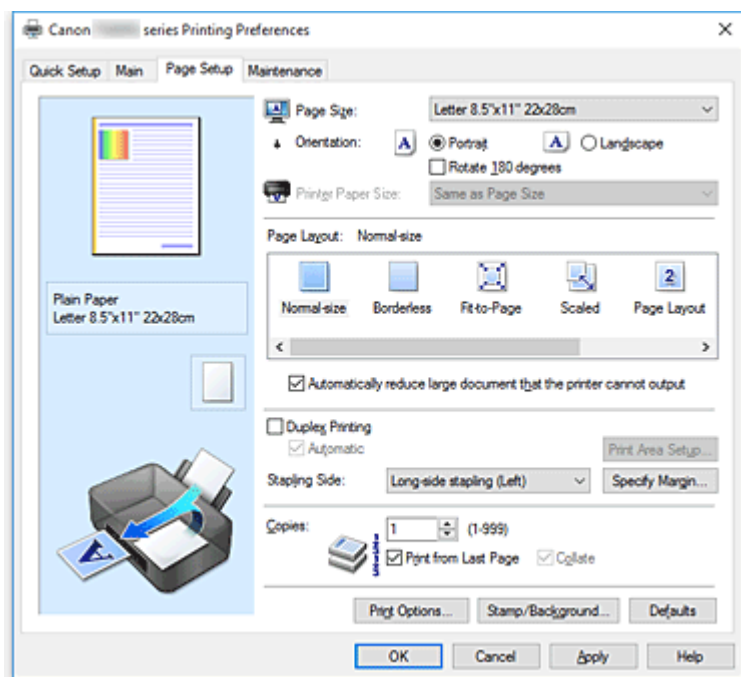 Canon series Printing Preferences
Quick Setup Main Page Setup Maintenance
Page Size: Letter 8.5"x11" 22x28cm
Orientation: A Portrait A Landscape
Rotate 180 degrees
Printer Paper Size: Same as Page Size
Page Layout: Normal-size
Normal-size Borderless Fit-to-Page Scaled Page Layout
Plain Paper
Letter 8.5"x11" 22x28cm
Automatically reduce large document that the printer cannot output
Duplex Printing
Automatic Print Area Setup...
Stapling Side: Long-side stapling (Left) Specify Margin...
Copies: 1 (1-999)
Print from Last Page Collate
Print Options... Stamp/Background... Defaults
OK Cancel Apply Help